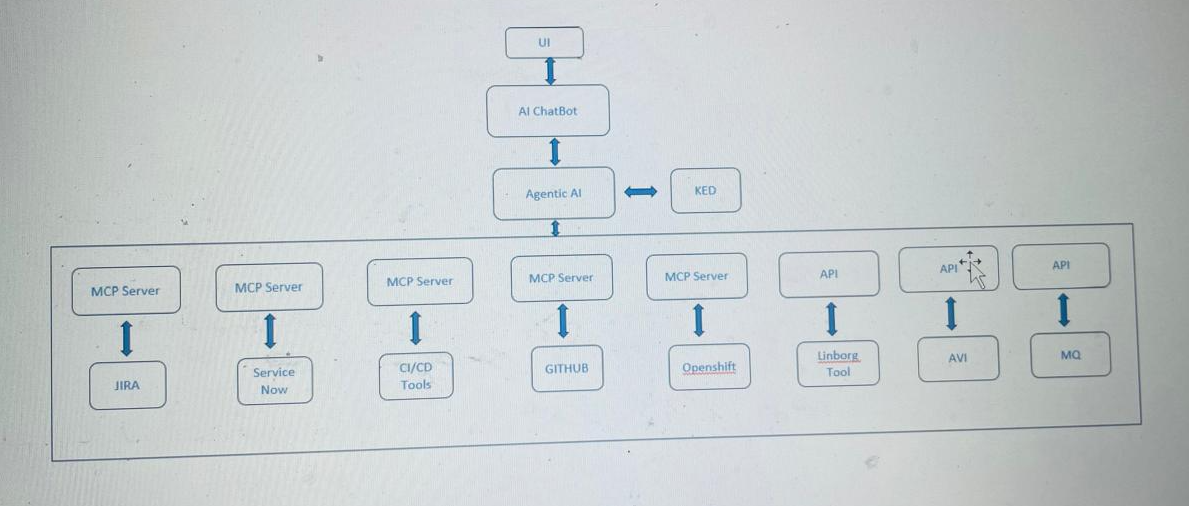 UI
AI ChatBot
Agentic AI
KED
MCP Server
MCP Server
MCP Server
MCP Server
MCP Server
API
API
API
JIRA
Service
Now
CI/CD
Tools
GITHUB
Openshift
Linborg
Tool
AVI
MQ